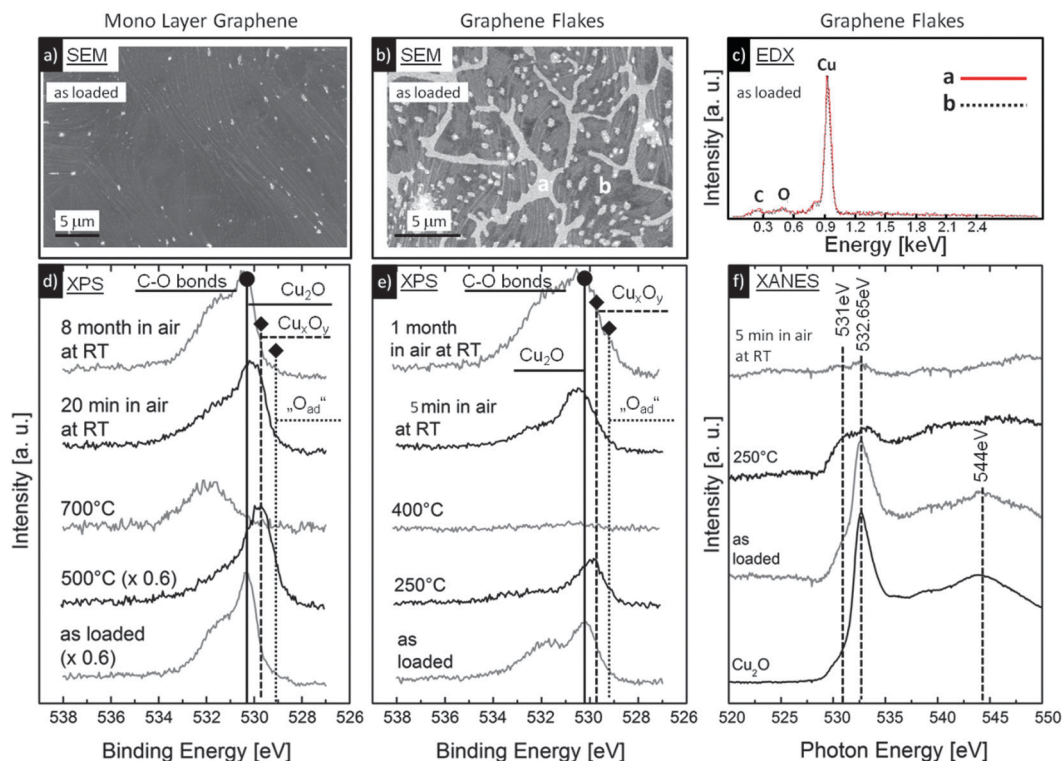 Mono Layer Graphene
Graphene Flakes
Graphene Flakes
a) SEM
as loaded
5 μm
b) SEM
as loaded
a
b
5 μm
c) EDX
as loaded
Cu
a
b
C
O
Intensity [a. u.]
0.3 0.6 0.9 1.2 1.5 1.8 2.1 2.4
Energy [keV]
d) XPS
C-O bonds
Cu₂O
CuₓOᵧ
„Oad“
8 month in air
at RT
20 min in air
at RT
700°C
500°C (x 0.6)
as loaded
(x 0.6)
Intensity [a. u.]
538 536 534 532 530 528 526
Binding Energy [eV]
e) XPS
C-O bonds
CuₓOᵧ
1 month
in air at RT
Cu₂O
„Oad“
5 min in air
at RT
400°C
250°C
as
loaded
538 536 534 532 530 528 526
Binding Energy [eV]
f) XANES
531eV
532.65eV
5 min in air
at RT
250°C
544eV
as
loaded
Cu₂O
Intensity [a. u.]
520 525 530 535 540 545 550
Photon Energy [eV]